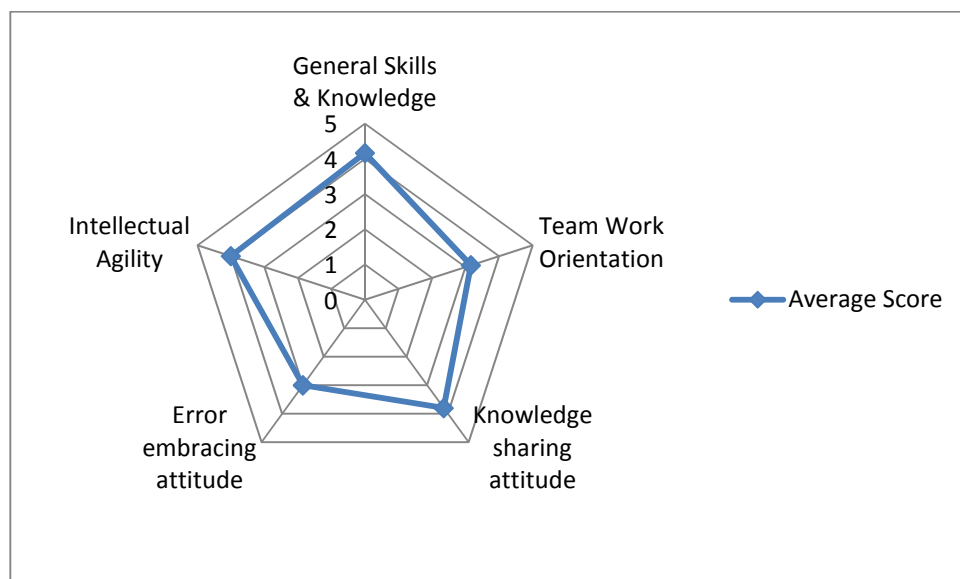 General Skills
& Knowledge
5
4
3
2
1
0
Intellectual
Agility
Team Work
Orientation
Average Score
Error
embracing
attitude
Knowledge
sharing
attitude